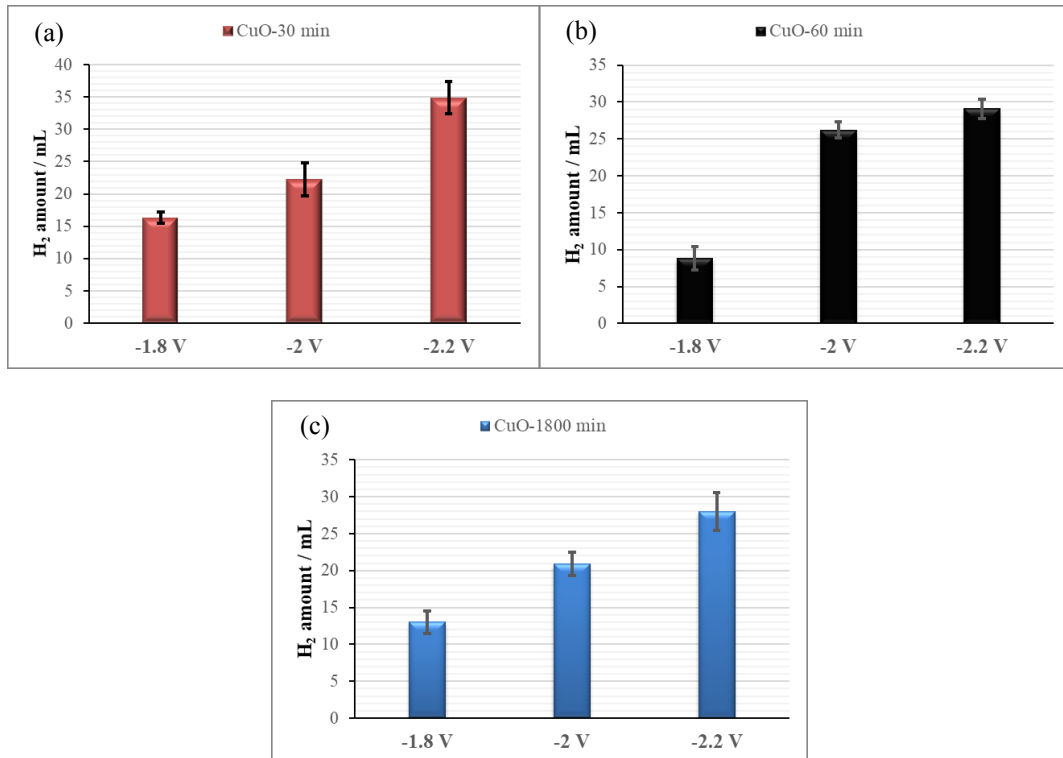 (a)
CuO-30 min
H₂ amount / mL
40
35
30
25
20
15
10
5
0
-1.8 V
-2 V
-2.2 V
(b)
CuO-60 min
H₂ amount / mL
35
30
25
20
15
10
5
0
-1.8 V
-2 V
-2.2 V
(c)
CuO-1800 min
H₂ amount / mL
35
30
25
20
15
10
5
0
-1.8 V
-2 V
-2.2 V